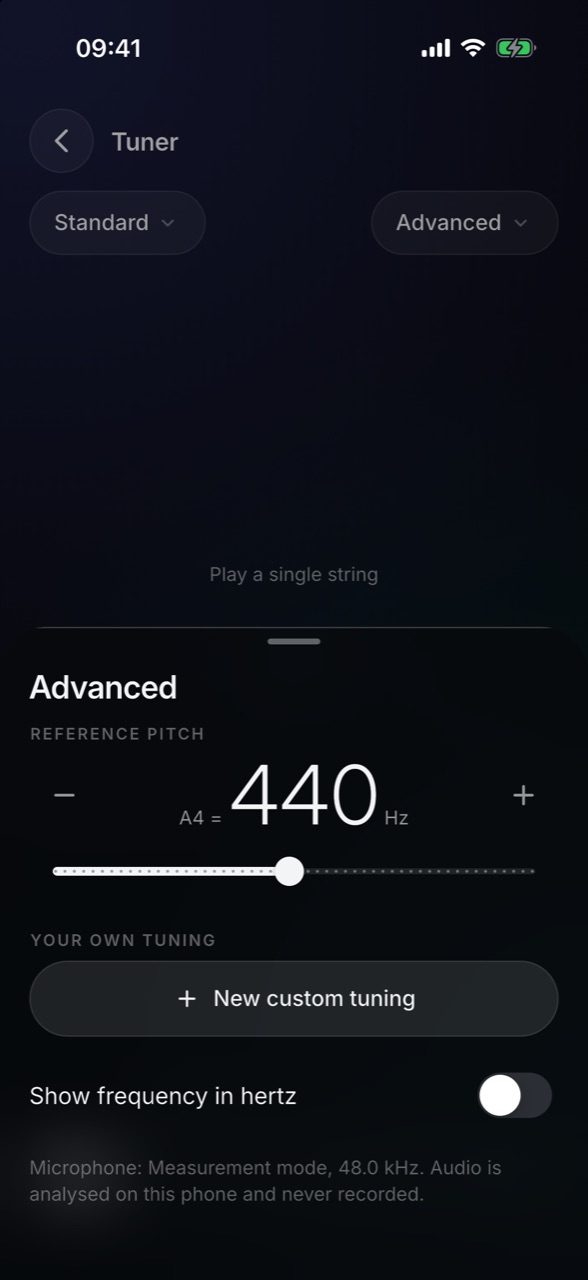 09:41
Tuner
Standard
Advanced
Play a single string
Advanced
REFERENCE PITCH
− A4 = 440 Hz +
YOUR OWN TUNING
+ New custom tuning
Show frequency in hertz
Microphone: Measurement mode, 48.0 kHz. Audio is
analysed on this phone and never recorded.